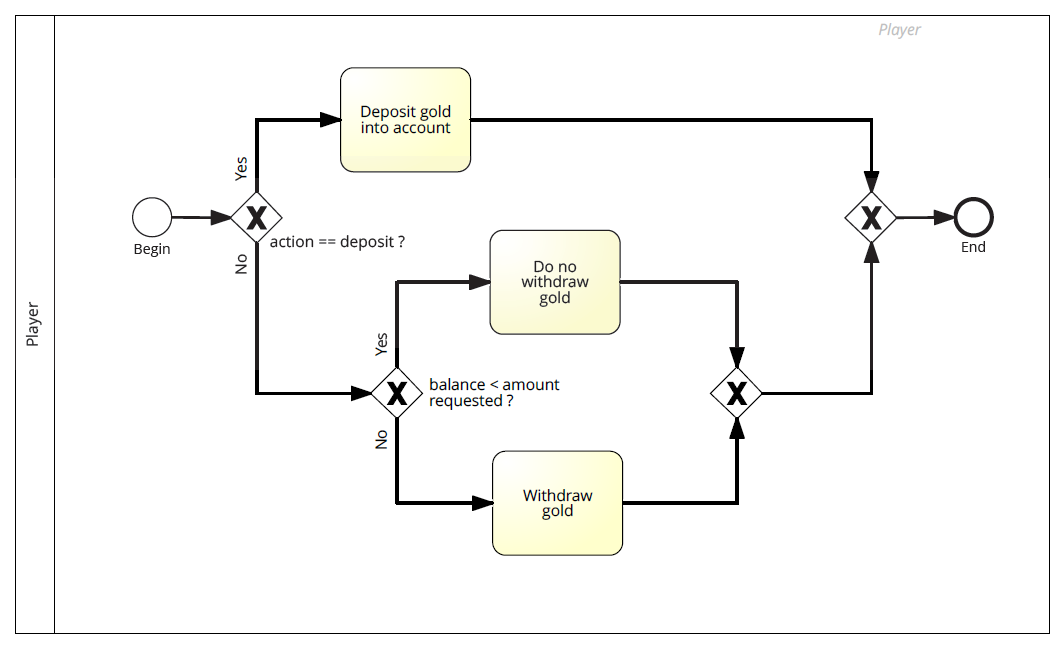 Player
Deposit gold
into account
Yes
Begin
X
action == deposit ?
No
X
End
Do no
withdraw
gold
Player
Yes
X
balance < amount
requested ?
X
No
Withdraw
gold